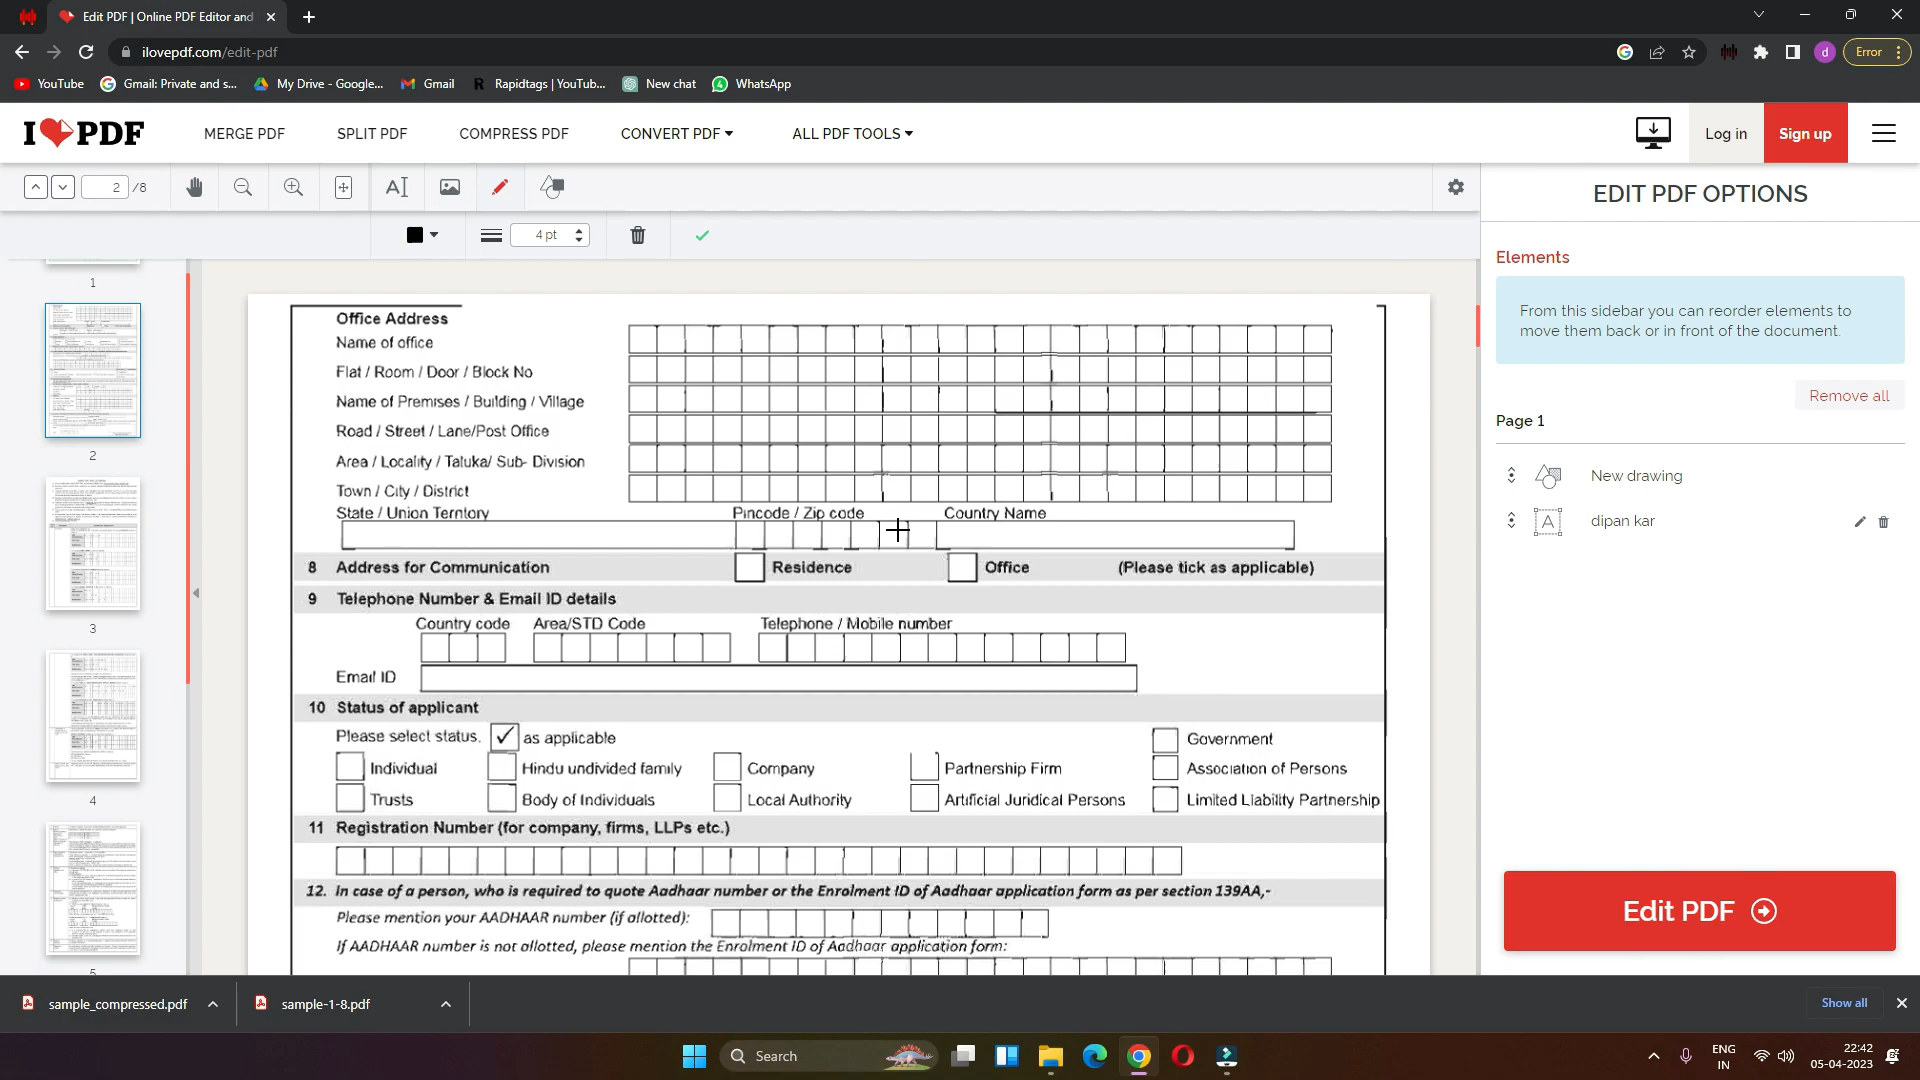 Edit PDF | Online PDF Editor and
ilovepdf.com/edit-pdf
d
Error
YouTube
Gmail: Private and s...
My Drive - Google...
Gmail
Rapidtags | YouTub...
New chat
WhatsApp
I PDF
MERGE PDF
SPLIT PDF
COMPRESS PDF
CONVERT PDF
ALL PDF TOOLS
Log in
Sign up
2 /8
4 pt
EDIT PDF OPTIONS
Elements
From this sidebar you can reorder elements to
move them back or in front of the document.
Remove all
Page 1
New drawing
A dipan kar
Edit PDF
1
2
3
4
5
Office Address
Name of office
Flat / Room / Door / Block No
Name of Premises / Building / Village
Road / Street / Lane/Post Office
Area / Locality / Taluka/ Sub- Division
Town / City / District
State / Union Territory Pincode / Zip code Country Name
8 Address for Communication Residence Office (Please tick as applicable)
9 Telephone Number & Email ID details
Country code Area/STD Code Telephone / Mobile number
Email ID
10 Status of applicant
Please select status, ✓ as applicable Government
Individual Hindu undivided family Company Partnership Firm Association of Persons
Trusts Body of Individuals Local Authority Artificial Juridical Persons Limited Liability Partnership
11 Registration Number (for company, firms, LLPs etc.)
12. In case of a person, who is required to quote Aadhaar number or the Enrolment ID of Aadhaar application form as per section 139AA,-
Please mention your AADHAAR number (if allotted):
If AADHAAR number is not allotted, please mention the Enrolment ID of Aadhaar application form:
sample_compressed.pdf
sample-1-8.pdf
Show all
Search
ENG
IN
22:42
05-04-2023